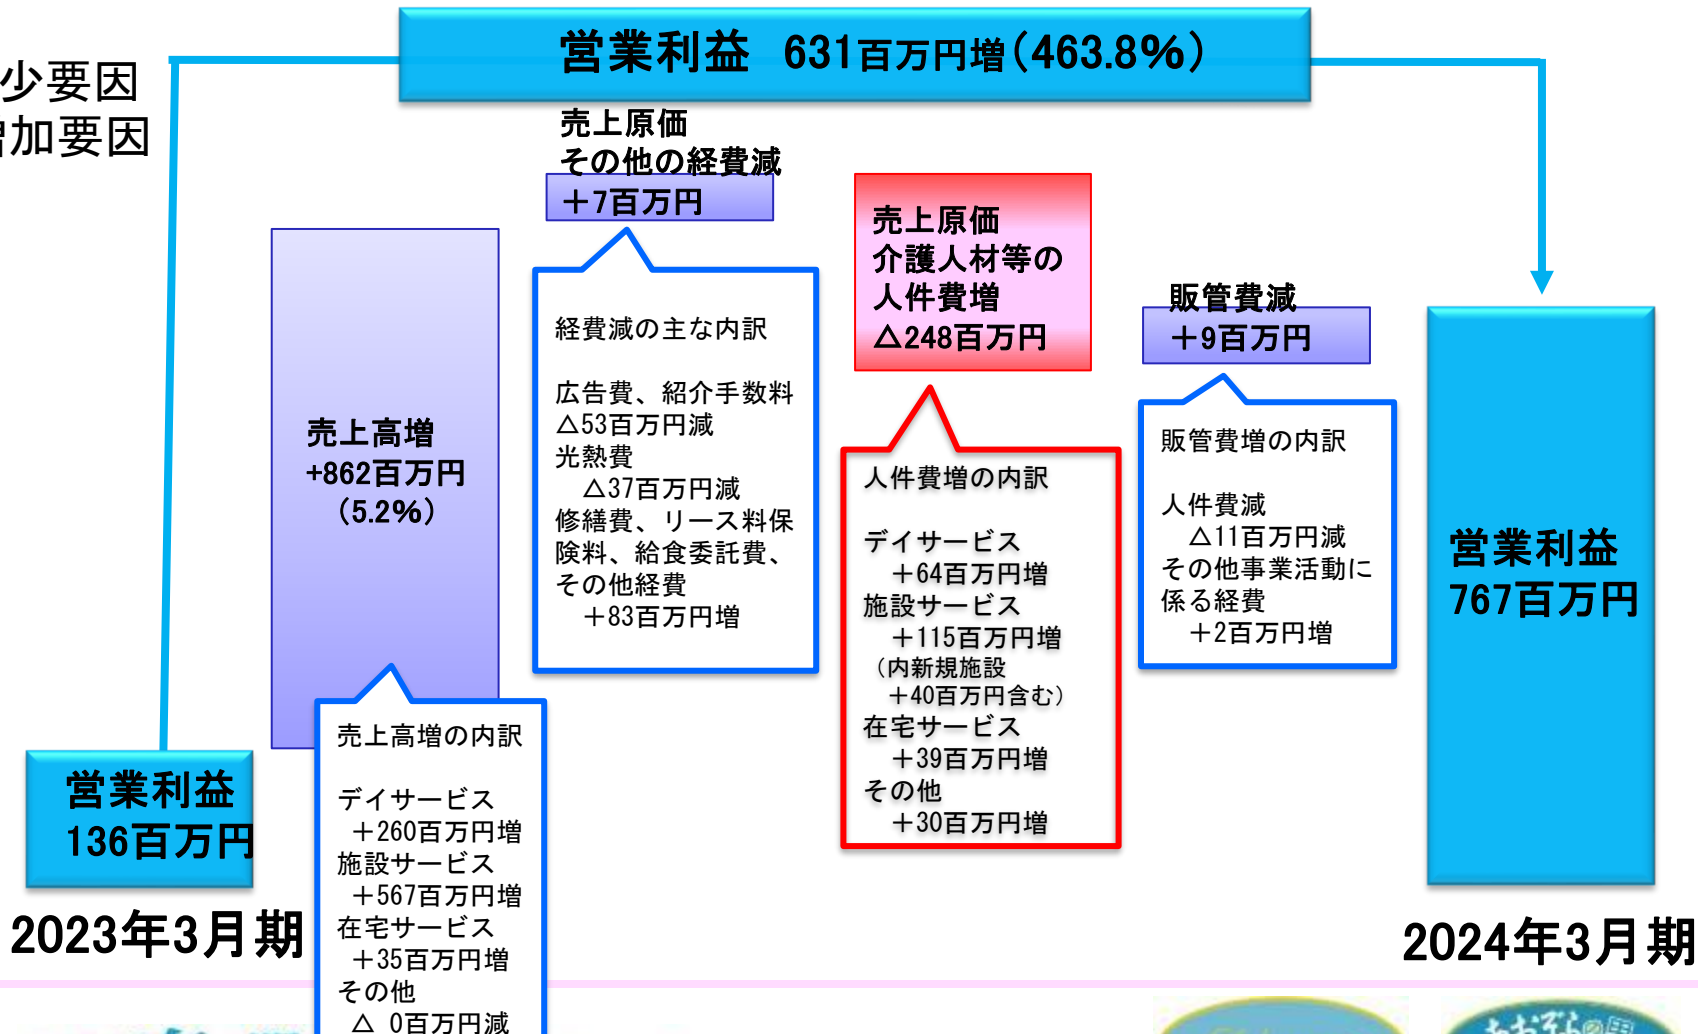 営業利益 631百万円増(463.8%)
少要因
増加要因
売上原価
その他の経費減
+7百万円
売上原価
介護人材等の
人件費増
△248百万円
販管費減
+9百万円
経費減の主な内訳
広告費、紹介手数料
△53百万円減
光熱費
△37百万円減
修繕費、リース料保
険料、給食委託費、
その他経費
+83百万円増
売上高増
+862百万円
(5.2%)
人件費増の内訳
デイサービス
+64百万円増
施設サービス
+115百万円増
(内新規施設
+40百万円含む)
在宅サービス
+39百万円増
その他
+30百万円増
販管費増の内訳
人件費減
△11百万円減
その他事業活動に
係る経費
+2百万円増
営業利益
767百万円
売上高増の内訳
デイサービス
+260百万円増
施設サービス
+567百万円増
在宅サービス
+35百万円増
その他
△ 0百万円減
営業利益
136百万円
2023年3月期
2024年3月期
あおぞらの里